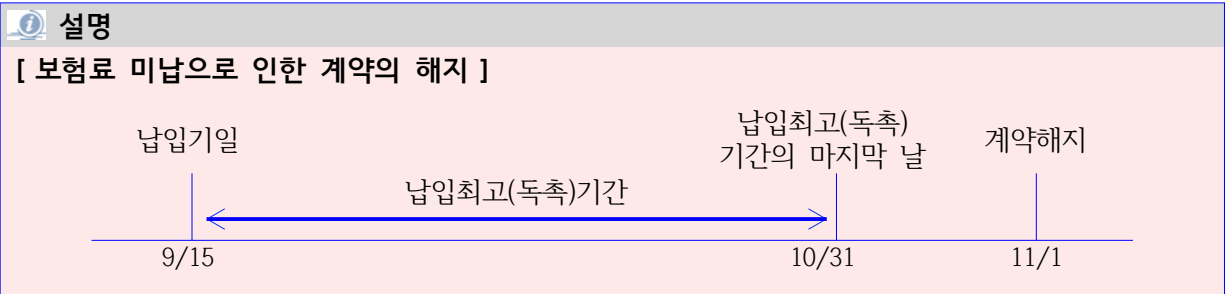 설명
[ 보험료 미납으로 인한 계약의 해지 ]
납입기일
납입최고(독촉)
기간의 마지막 날
계약해지
납입최고(독촉)기간
9/15
10/31
11/1